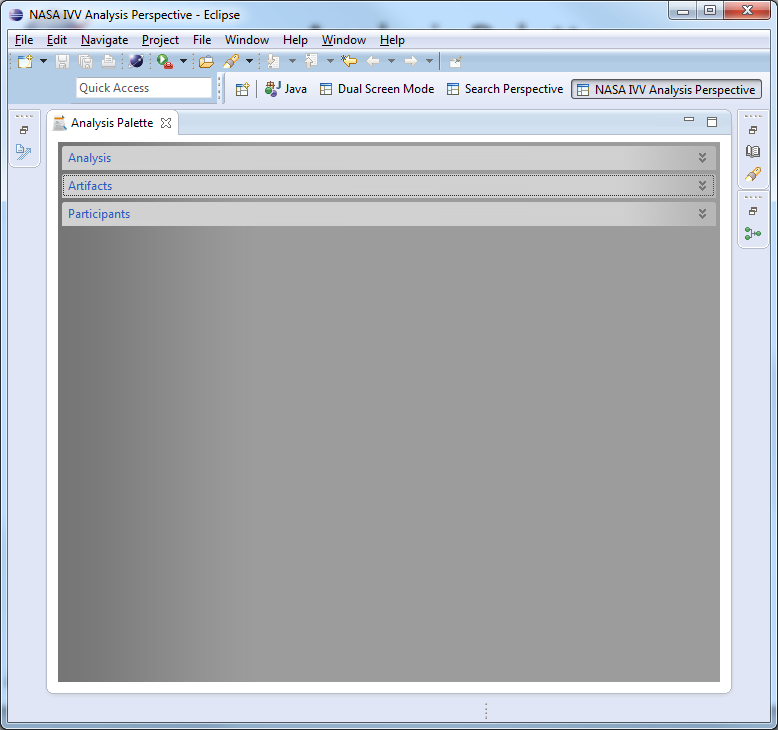 NASA IVV Analysis Perspective - Eclipse
File Edit Navigate Project File Window Help Window Help
Quick Access Java Dual Screen Mode Search Perspective NASA IVV Analysis Perspective
Analysis Palette
Analysis
Artifacts
Participants